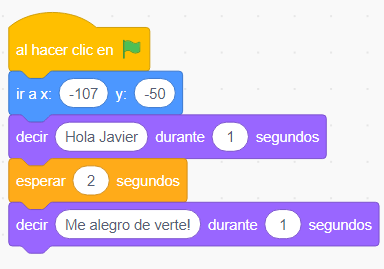 al hacer clic en
ir a x: -107 y: -50
decir Hola Javier durante 1 segundos
esperar 2 segundos
decir Me alegro de verte! durante 1 segundos